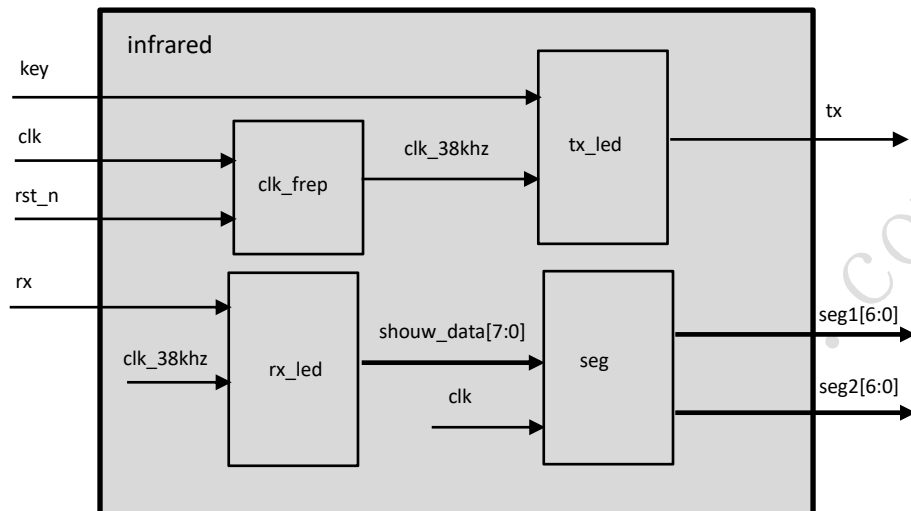 infrared
key
clk
rst_n
clk_frep
clk_38khz
tx_led
tx
rx
clk_38khz
rx_led
shouw_data[7:0]
clk
seg
seg1[6:0]
seg2[6:0]